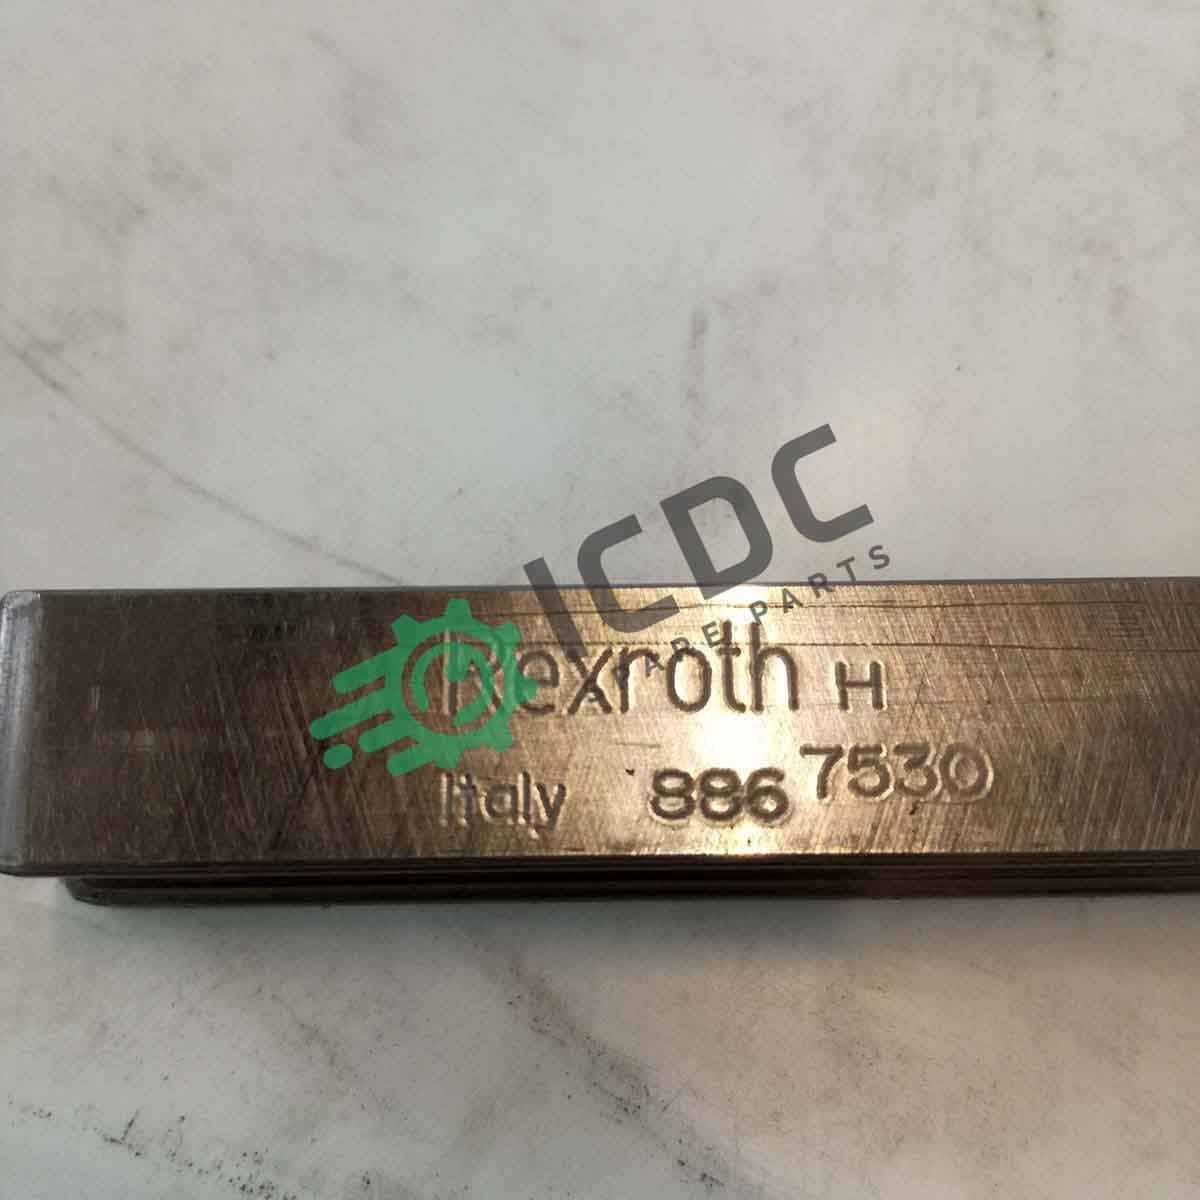 ICDC
SPARE PARTS
Rexroth H
Italy 886 7530